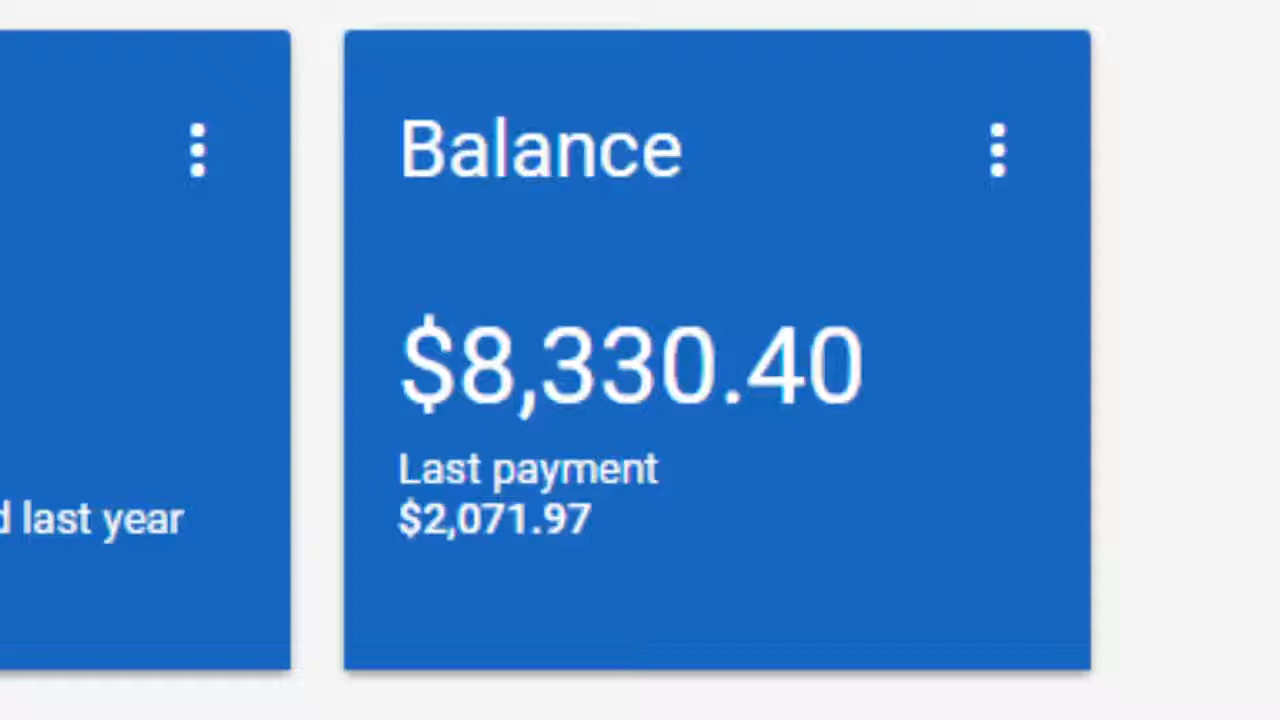 Balance
$8,330.40
Last payment
$2,071.97
last year